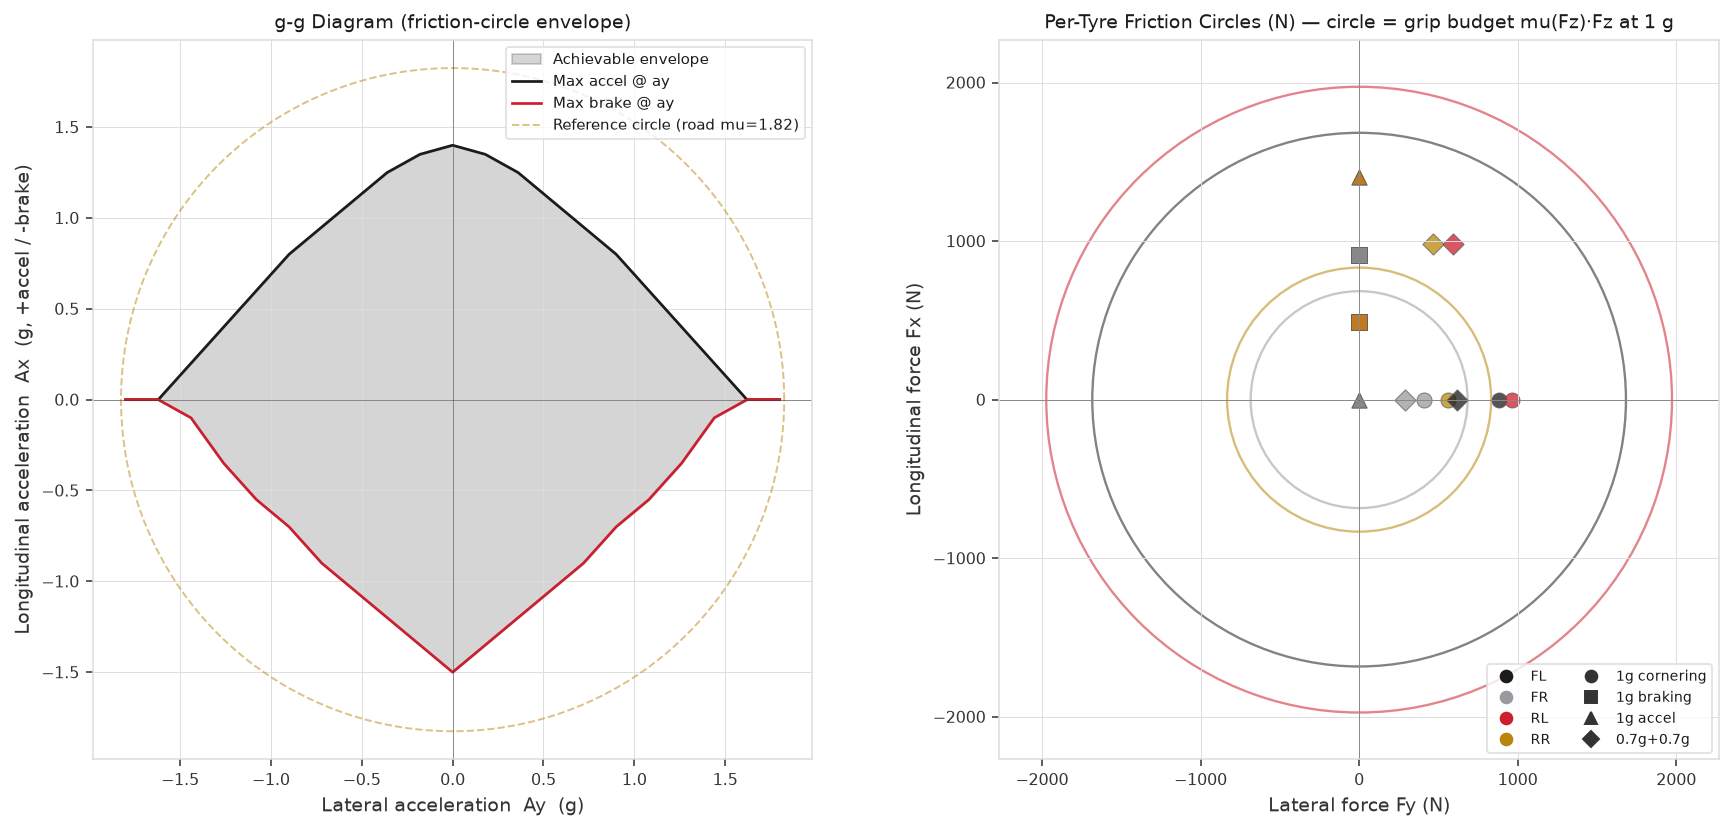 g-g Diagram (friction-circle envelope)
Achievable envelope
Max accel @ ay
Max brake @ ay
Reference circle (road mu=1.82)
Longitudinal acceleration  Ax  (g, +accel / -brake)
1.5
1.0
0.5
0.0
−0.5
−1.0
−1.5
−1.5
−1.0
−0.5
0.0
0.5
1.0
1.5
Lateral acceleration  Ay  (g)
Per-Tyre Friction Circles (N) — circle = grip budget mu(Fz)·Fz at 1 g
Longitudinal force Fx (N)
2000
1000
0
−1000
−2000
FL
FR
RL
RR
1g cornering
1g braking
1g accel
0.7g+0.7g
−2000
−1000
0
1000
2000
Lateral force Fy (N)